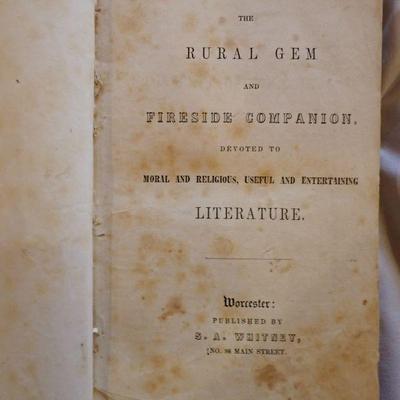 THE
RURAL GEM
AND
FIRESIDE COMPANION,
DEVOTED TO
MORAL AND RELIGIOUS, USEFUL AND ENTERTAINING
LITERATURE.
Worcester:
PUBLISHED BY
S. A. WHITNEY,
NO. 98 MAIN STREET.